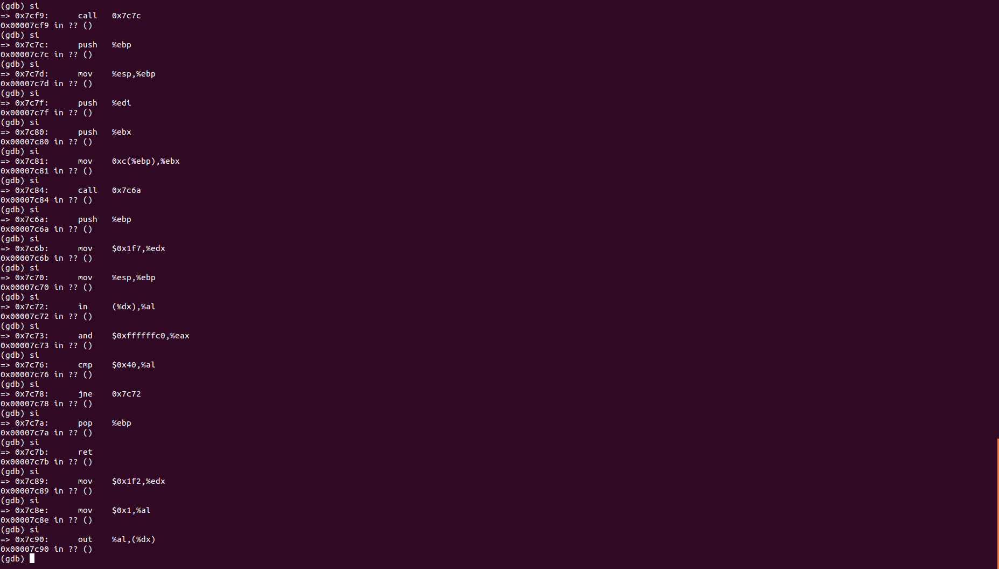 (gdb) si
=> 0x7cf9:      call   0x7c7c
0x00007cf9 in ?? ()
(gdb) si
=> 0x7c7c:      push   %ebp
0x00007c7c in ?? ()
(gdb) si
=> 0x7c7d:      mov    %esp,%ebp
0x00007c7d in ?? ()
(gdb) si
=> 0x7c7f:      push   %edi
0x00007c7f in ?? ()
(gdb) si
=> 0x7c80:      push   %ebx
0x00007c80 in ?? ()
(gdb) si
=> 0x7c81:      mov    0xc(%ebp),%ebx
0x00007c81 in ?? ()
(gdb) si
=> 0x7c84:      call   0x7c6a
0x00007c84 in ?? ()
(gdb) si
=> 0x7c6a:      push   %ebp
0x00007c6a in ?? ()
(gdb) si
=> 0x7c6b:      mov    $0x1f7,%edx
0x00007c6b in ?? ()
(gdb) si
=> 0x7c70:      mov    %esp,%ebp
0x00007c70 in ?? ()
(gdb) si
=> 0x7c72:      in     (%dx),%al
0x00007c72 in ?? ()
(gdb) si
=> 0x7c73:      and    $0xffffffc0,%eax
0x00007c73 in ?? ()
(gdb) si
=> 0x7c76:      cmp    $0x40,%al
0x00007c76 in ?? ()
(gdb) si
=> 0x7c78:      jne    0x7c72
0x00007c78 in ?? ()
(gdb) si
=> 0x7c7a:      pop    %ebp
0x00007c7a in ?? ()
(gdb) si
=> 0x7c7b:      ret
0x00007c7b in ?? ()
(gdb) si
=> 0x7c89:      mov    $0x1f2,%edx
0x00007c89 in ?? ()
(gdb) si
=> 0x7c8e:      mov    $0x1,%al
0x00007c8e in ?? ()
(gdb) si
=> 0x7c90:      out    %al,(%dx)
0x00007c90 in ?? ()
(gdb)